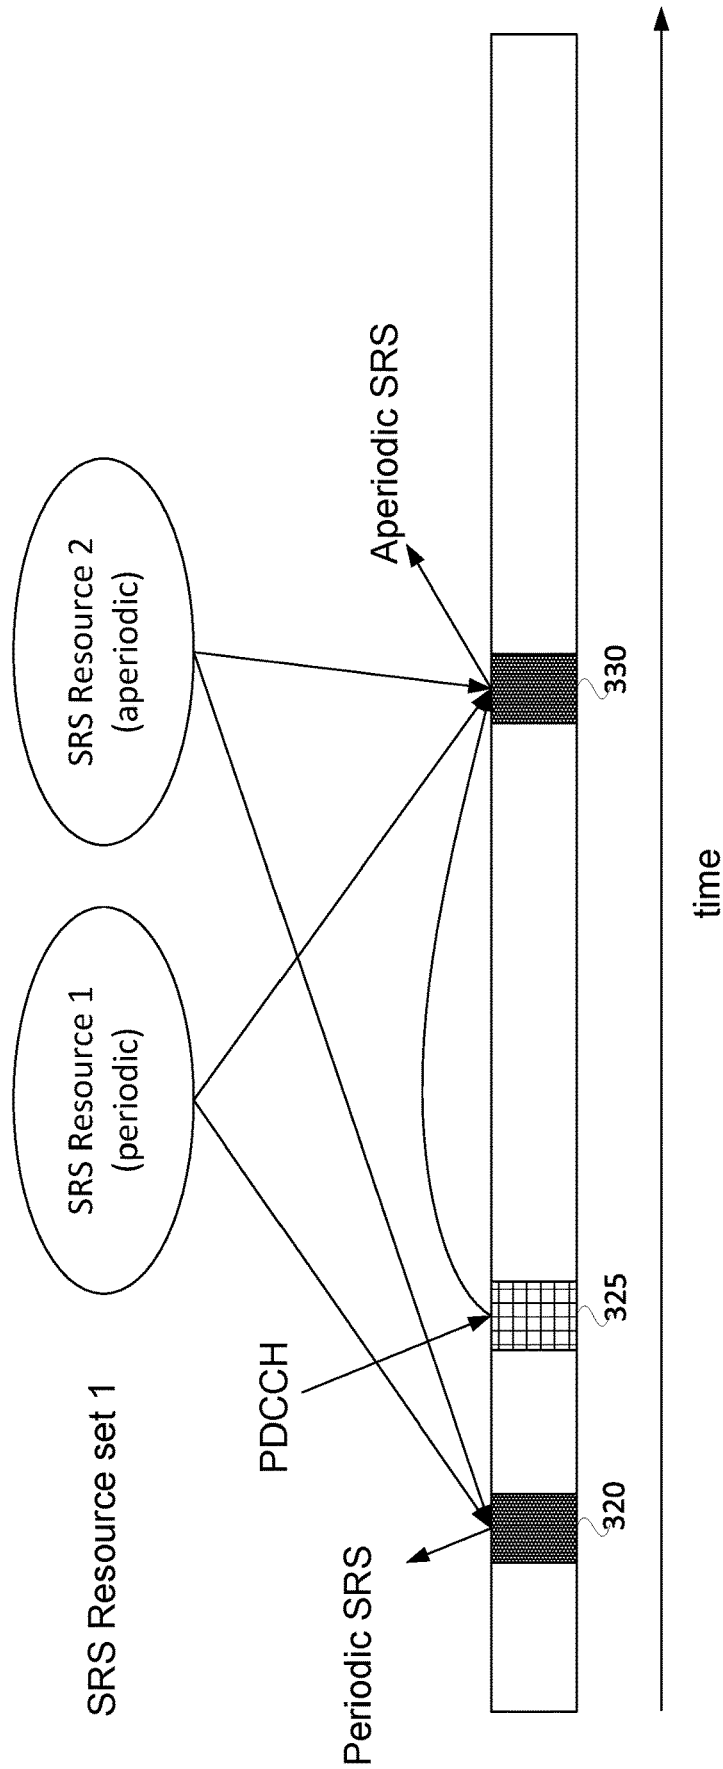 SRS Resource set 1
SRS Resource 1
(periodic)
SRS Resource 2
(aperiodic)
PDCCH
Periodic SRS
Aperiodic SRS
320
325
330
time